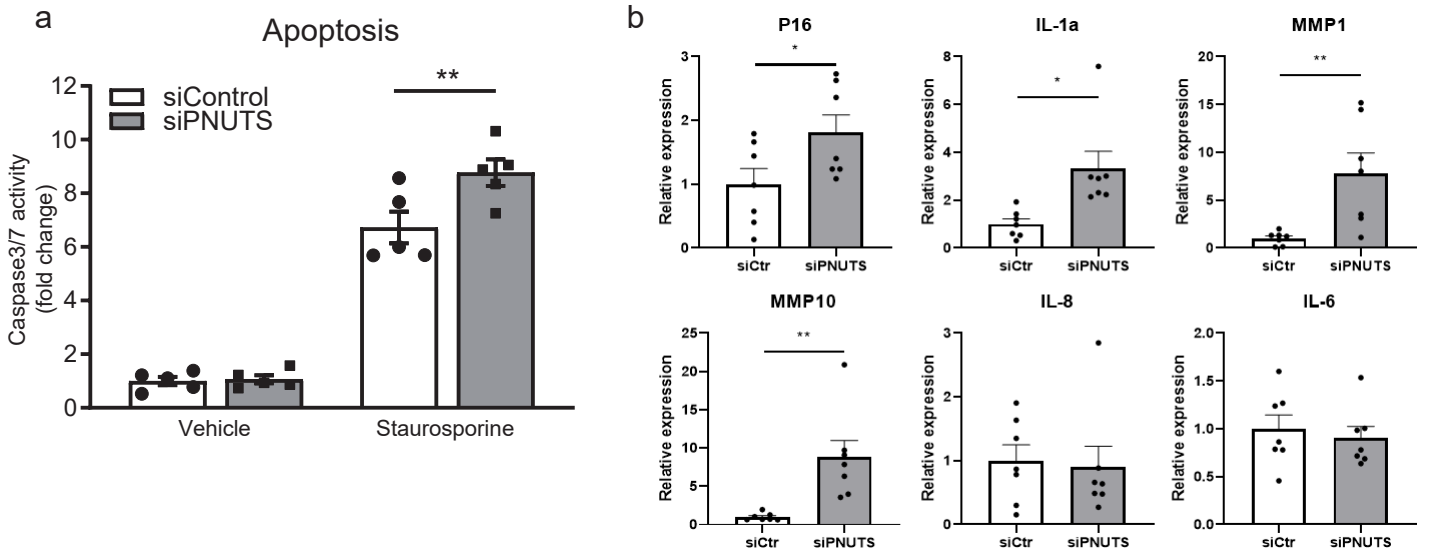 a
Apoptosis
**
siControl
siPNUTS
Caspase3/7 activity
(fold change)
12
10
8
6
4
2
0
Vehicle Staurosporine
b
P16
*
Relative expression
3
2
1
0
siCtr siPNUTS
IL-1a
*
Relative expression
8
6
4
2
0
siCtr siPNUTS
MMP1
**
Relative expression
20
15
10
5
0
siCtr siPNUTS
MMP10
**
Relative expression
25
20
15
10
5
0
siCtr siPNUTS
IL-8
Relative expression
3
2
1
0
siCtr siPNUTS
IL-6
Relative expression
2.0
1.5
1.0
0.5
0.0
siCtr siPNUTS